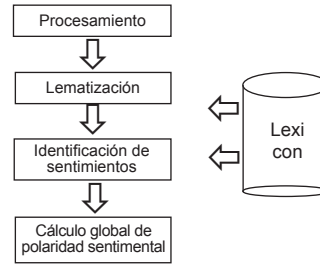 Procesamiento
Lematización
Identificación de
sentimientos
Cálculo global de
polaridad sentimental
Lexi
con